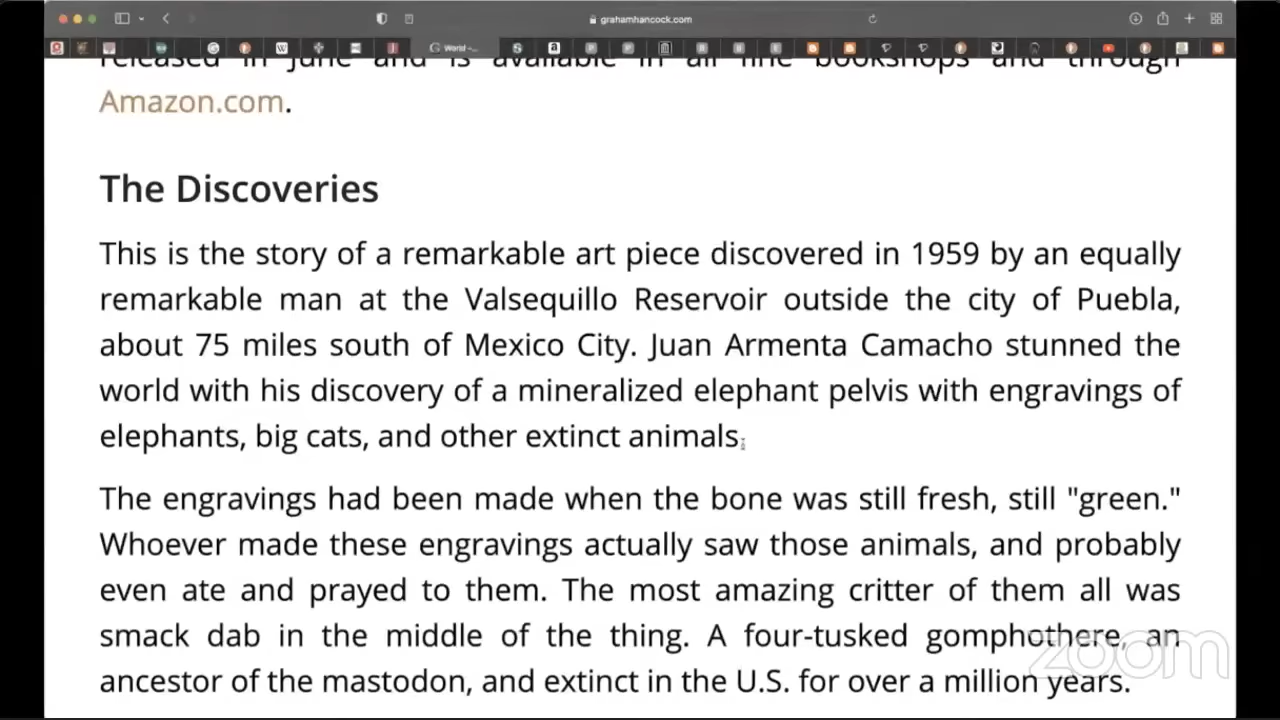 grahamhancock.com
World –...
released in June and is available in all fine bookshops and through
Amazon.com.
The Discoveries
This is the story of a remarkable art piece discovered in 1959 by an equally
remarkable man at the Valsequillo Reservoir outside the city of Puebla,
about 75 miles south of Mexico City. Juan Armenta Camacho stunned the
world with his discovery of a mineralized elephant pelvis with engravings of
elephants, big cats, and other extinct animals.
The engravings had been made when the bone was still fresh, still "green."
Whoever made these engravings actually saw those animals, and probably
even ate and prayed to them. The most amazing critter of them all was
smack dab in the middle of the thing. A four-tusked gomphothere, an
ancestor of the mastodon, and extinct in the U.S. for over a million years.
zoom